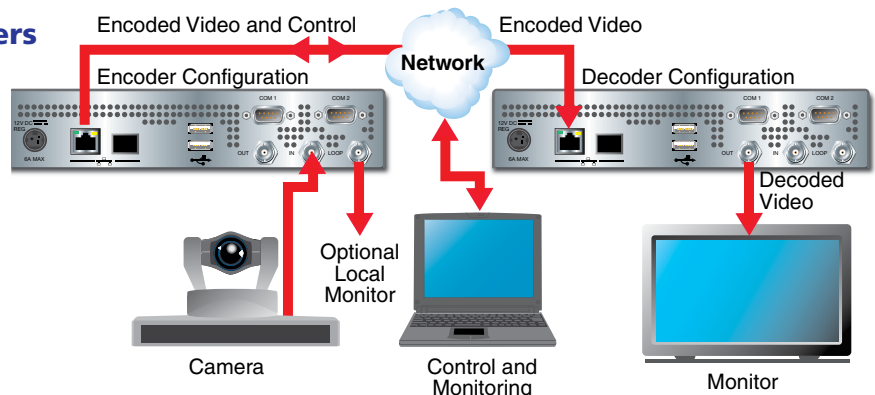 ers
Encoded Video and Control
Encoded Video
Network
Encoder Configuration
Decoder Configuration
12V DC
REG
6A MAX
COM 1
COM 2
OUT
IN
LOOP
12V DC
REG
6A MAX
COM 1
COM 2
OUT
IN
LOOP
Decoded
Video
Optional
Local
Monitor
Camera
Control and
Monitoring
Monitor